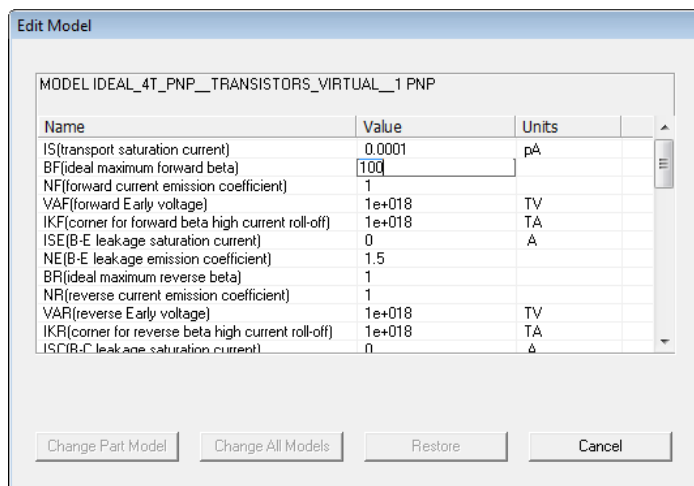 Edit Model
MODEL IDEAL_4T_PNP__TRANSISTORS_VIRTUAL__1 PNP
Name Value Units
IS(transport saturation current) 0.0001 pA
BF(ideal maximum forward beta) 100
NF(forward current emission coefficient) 1
VAF(forward Early voltage) 1e+018 TV
IKF(corner for forward beta high current roll-off) 1e+018 TA
ISE(B-E leakage saturation current) 0 A
NE(B-E leakage emission coefficient) 1.5
BR(ideal maximum reverse beta) 1
NR(reverse current emission coefficient) 1
VAR(reverse Early voltage) 1e+018 TV
IKR(corner for reverse beta high current roll-off) 1e+018 TA
ISC(B-C leakage saturation current) 0 A
Change Part Model Change All Models Restore Cancel